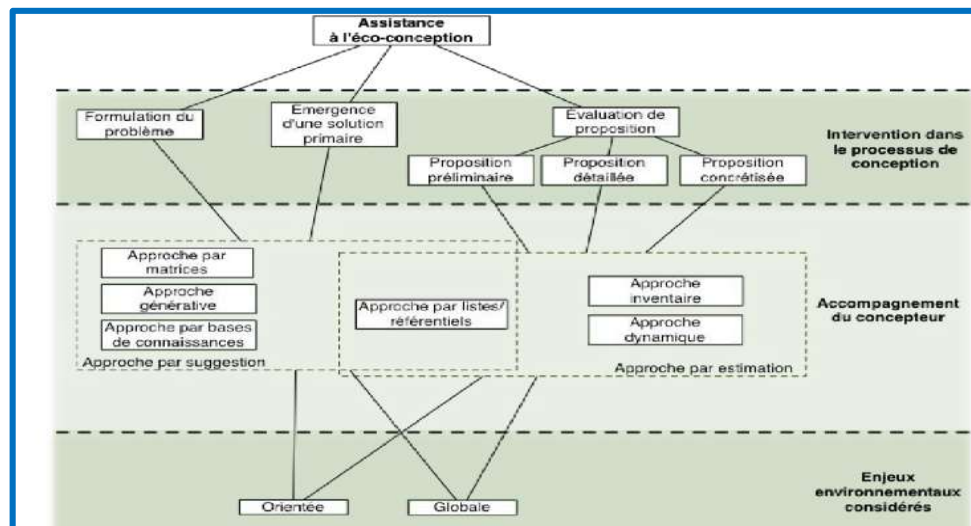 Assistance
à l'éco-conception
Formulation du
problème
Emergence
d'une solution
primaire
Evaluation de
proposition
Intervention dans
le processus de
conception
Proposition
préliminaire
Proposition
détaillée
Proposition
concrétisée
Approche par
matrices
Approche
générative
Approche par bases
de connaissances
Approche par suggestion
Approche par listes/
référentiels
Approche
inventaire
Approche
dynamique
Approche par estimation
Accompagnement
du concepteur
Orientée
Globale
Enjeux
environnementaux
considérés